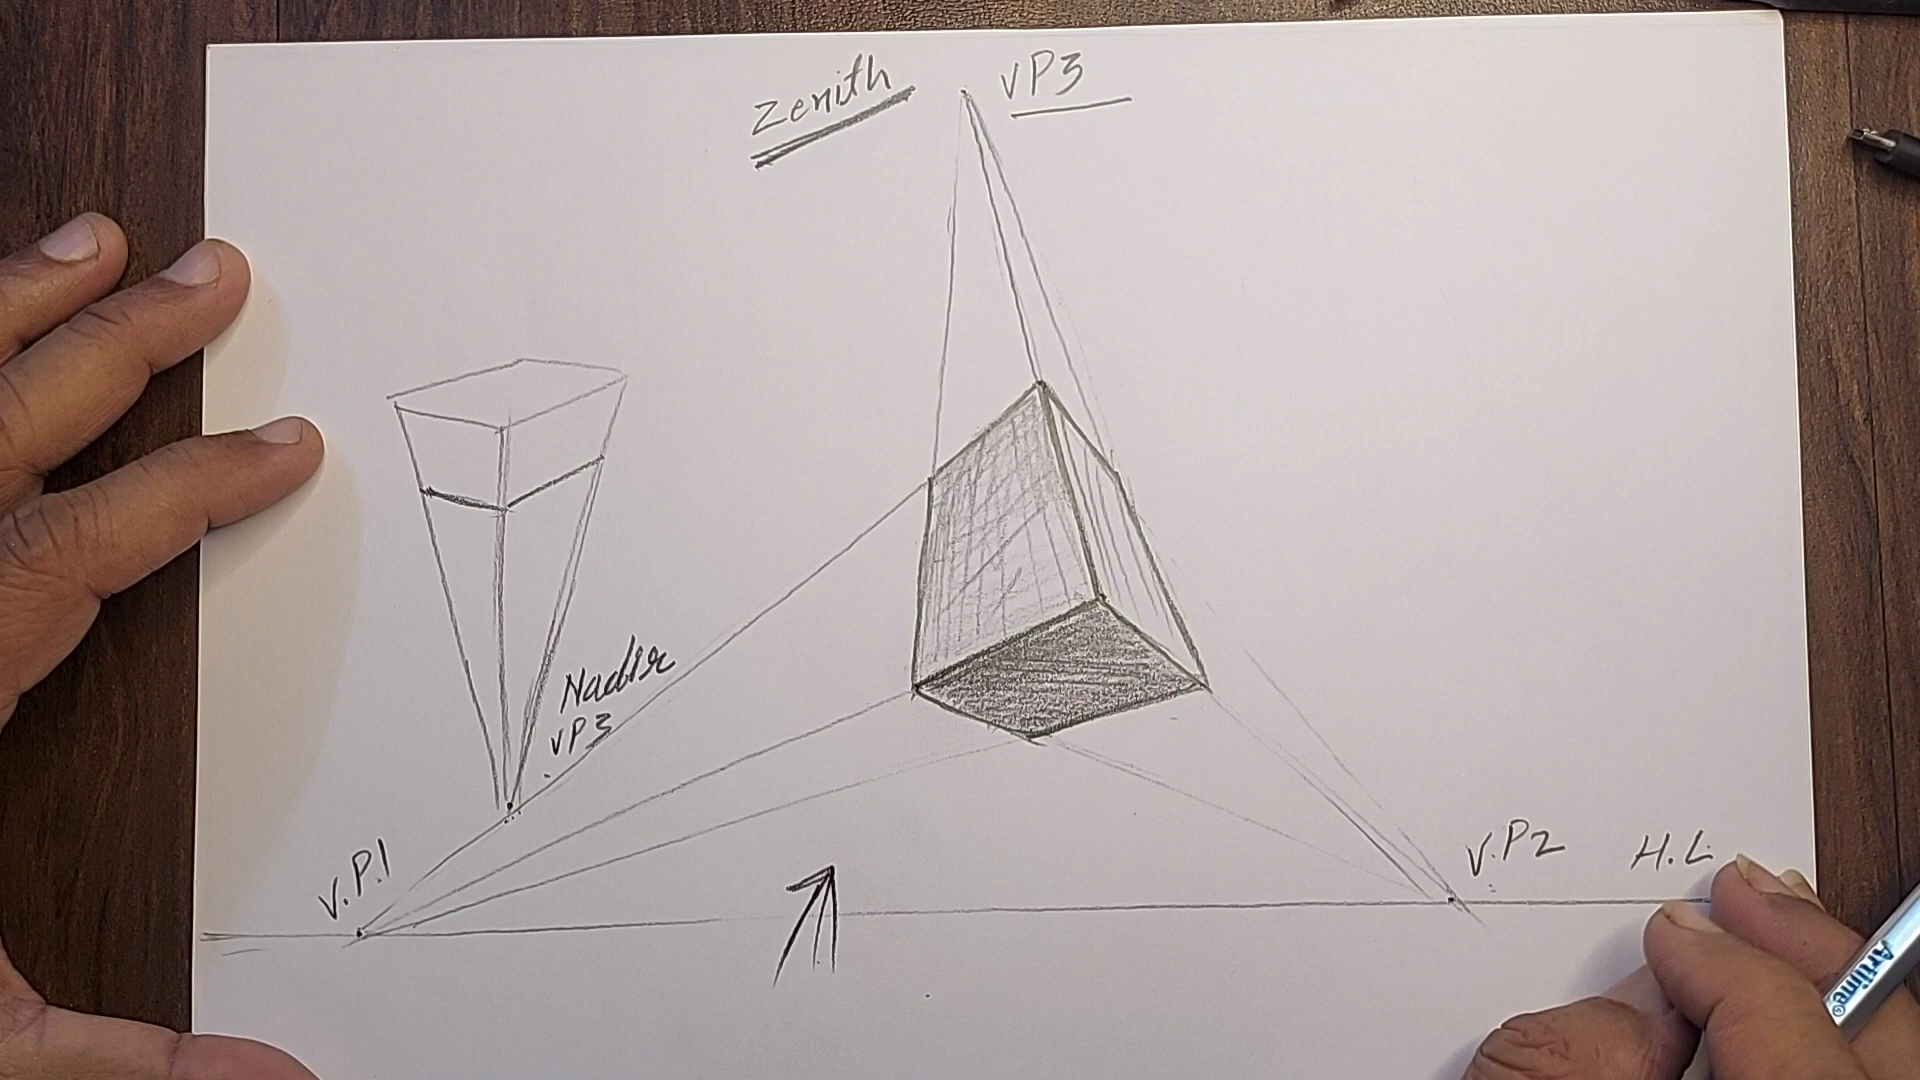 Zenith VP3
Nadir
VP3
V.P.1
V.P2 H.L.
Artline